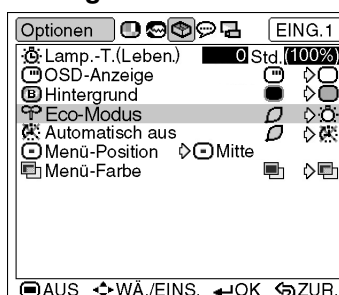 Optionen EING.1
Lamp.-T.(Leben.) 0 Std.(100%)
OSD-Anzeige
B Hintergrund
Eco-Modus
Automatisch aus
Menü-Position Mitte
Menü-Farbe
AUS WÄ./EINS. OK ZUR.